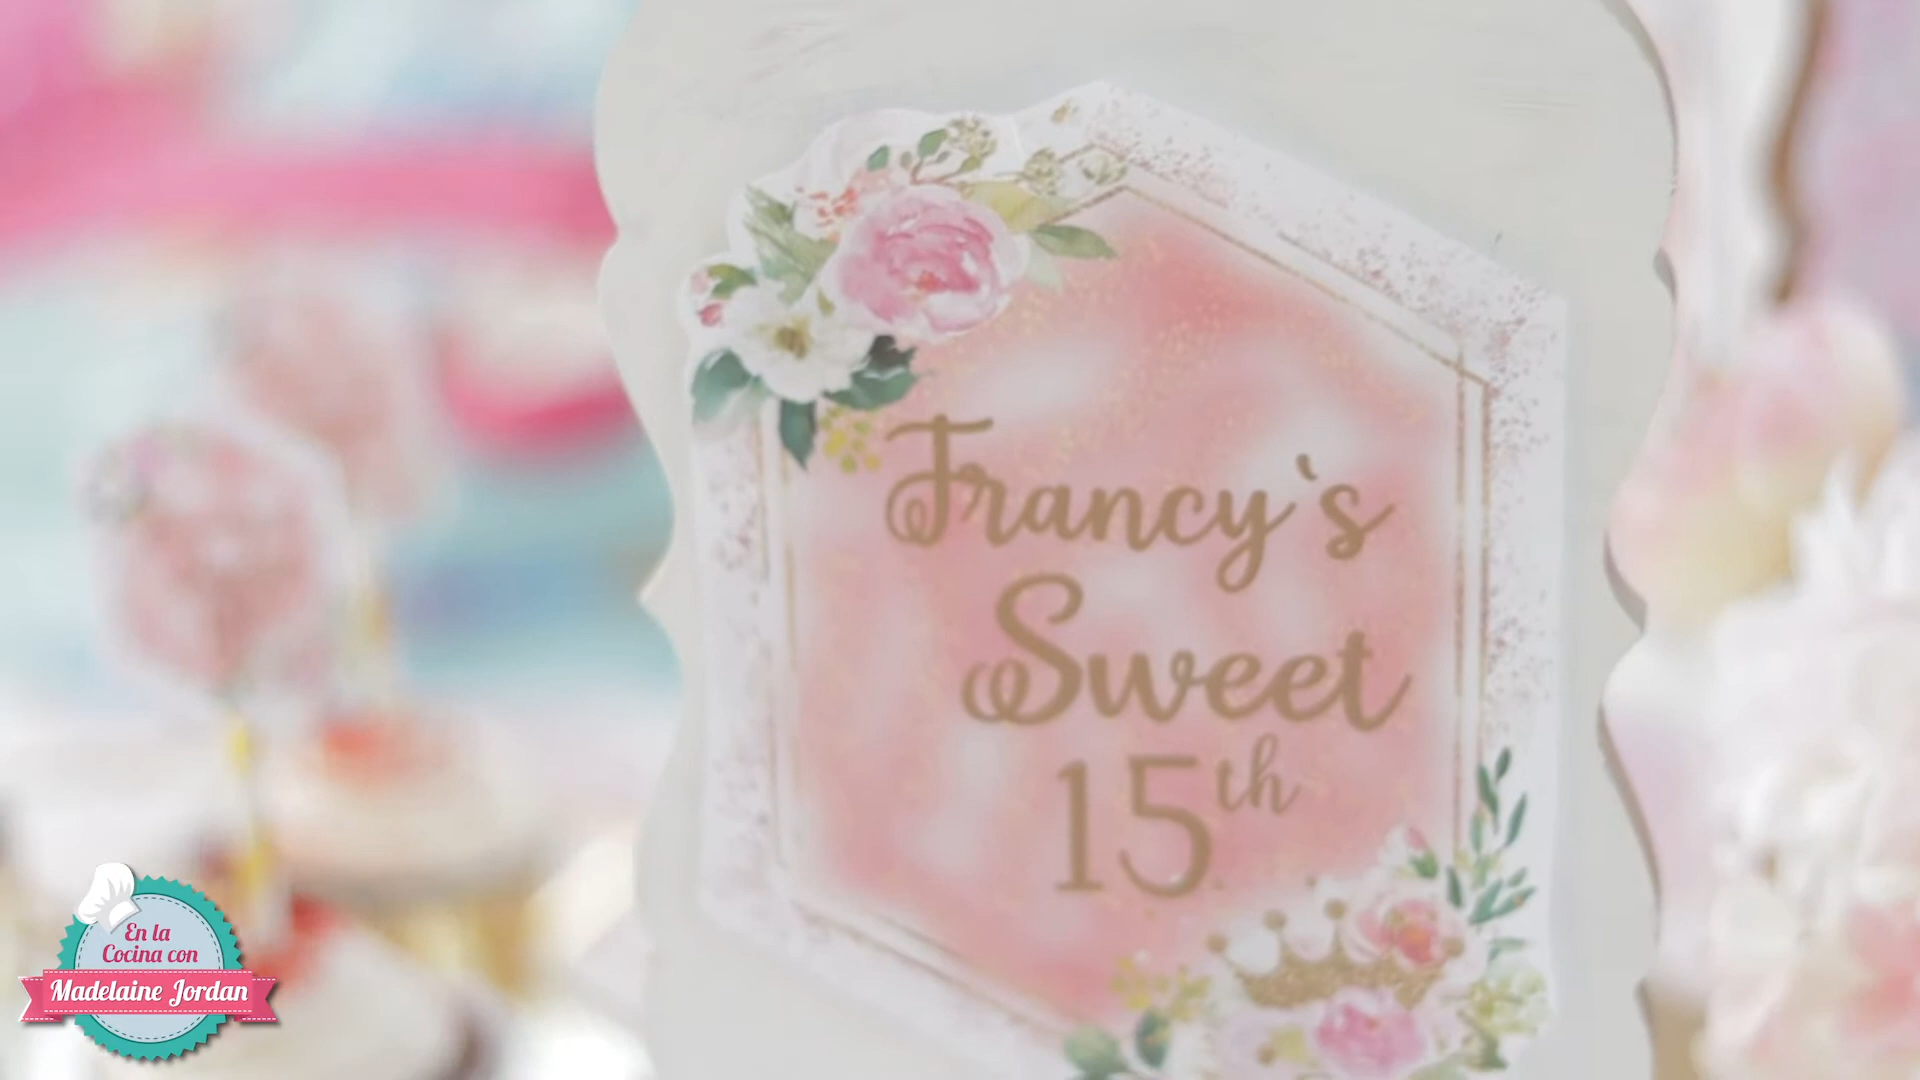 Francy`s
Sweet
15th
En la
Cocina con
Madelaine Jordan